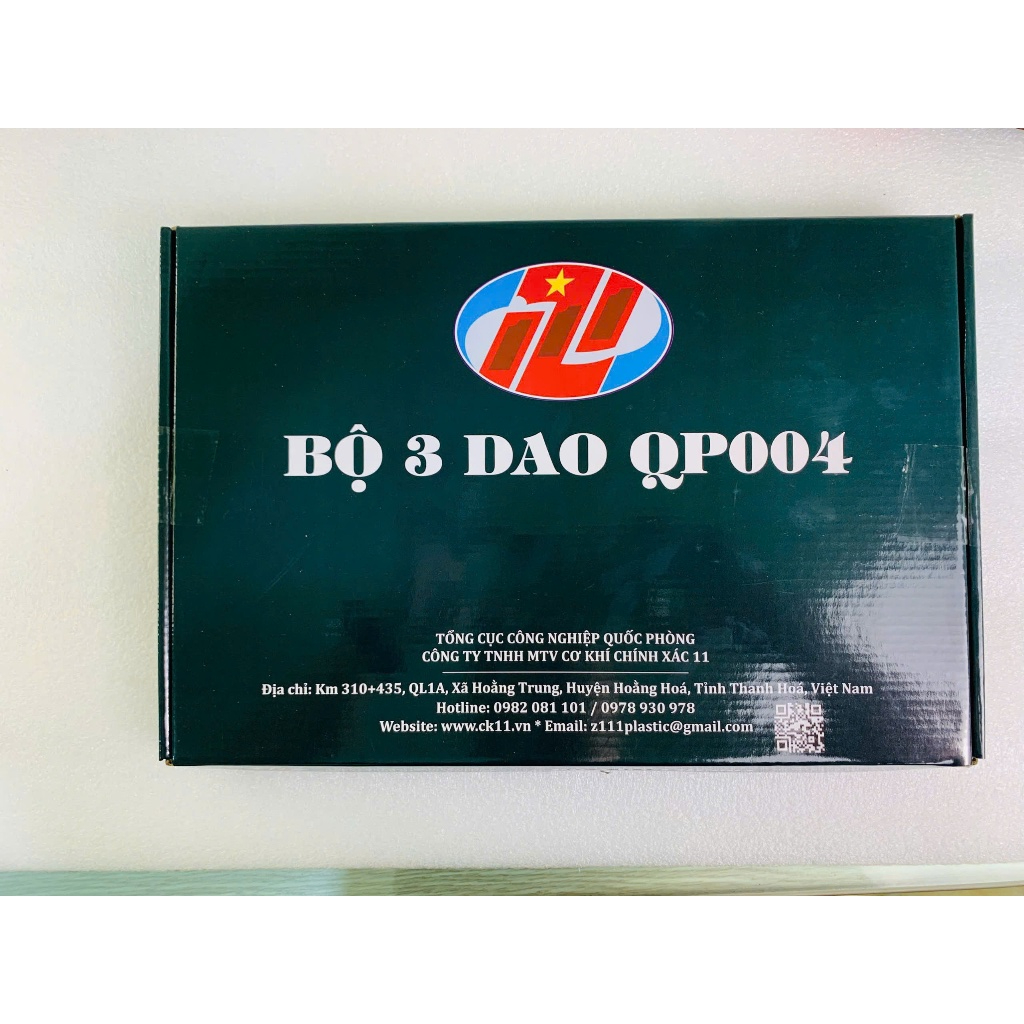 BỘ 3 DAO QP004
TỔNG CỤC CÔNG NGHIỆP QUỐC PHÒNG
CÔNG TY TNHH MTV CƠ KHÍ CHÍNH XÁC 11
Địa chỉ: Km 310+435, QL1A, Xã Hoằng Trung, Huyện Hoằng Hoá, Tỉnh Thanh Hoá, Việt Nam
Hotline: 0982 081 101 / 0978 930 978
Website: www.ck11.vn * Email: z111plastic@gmail.com